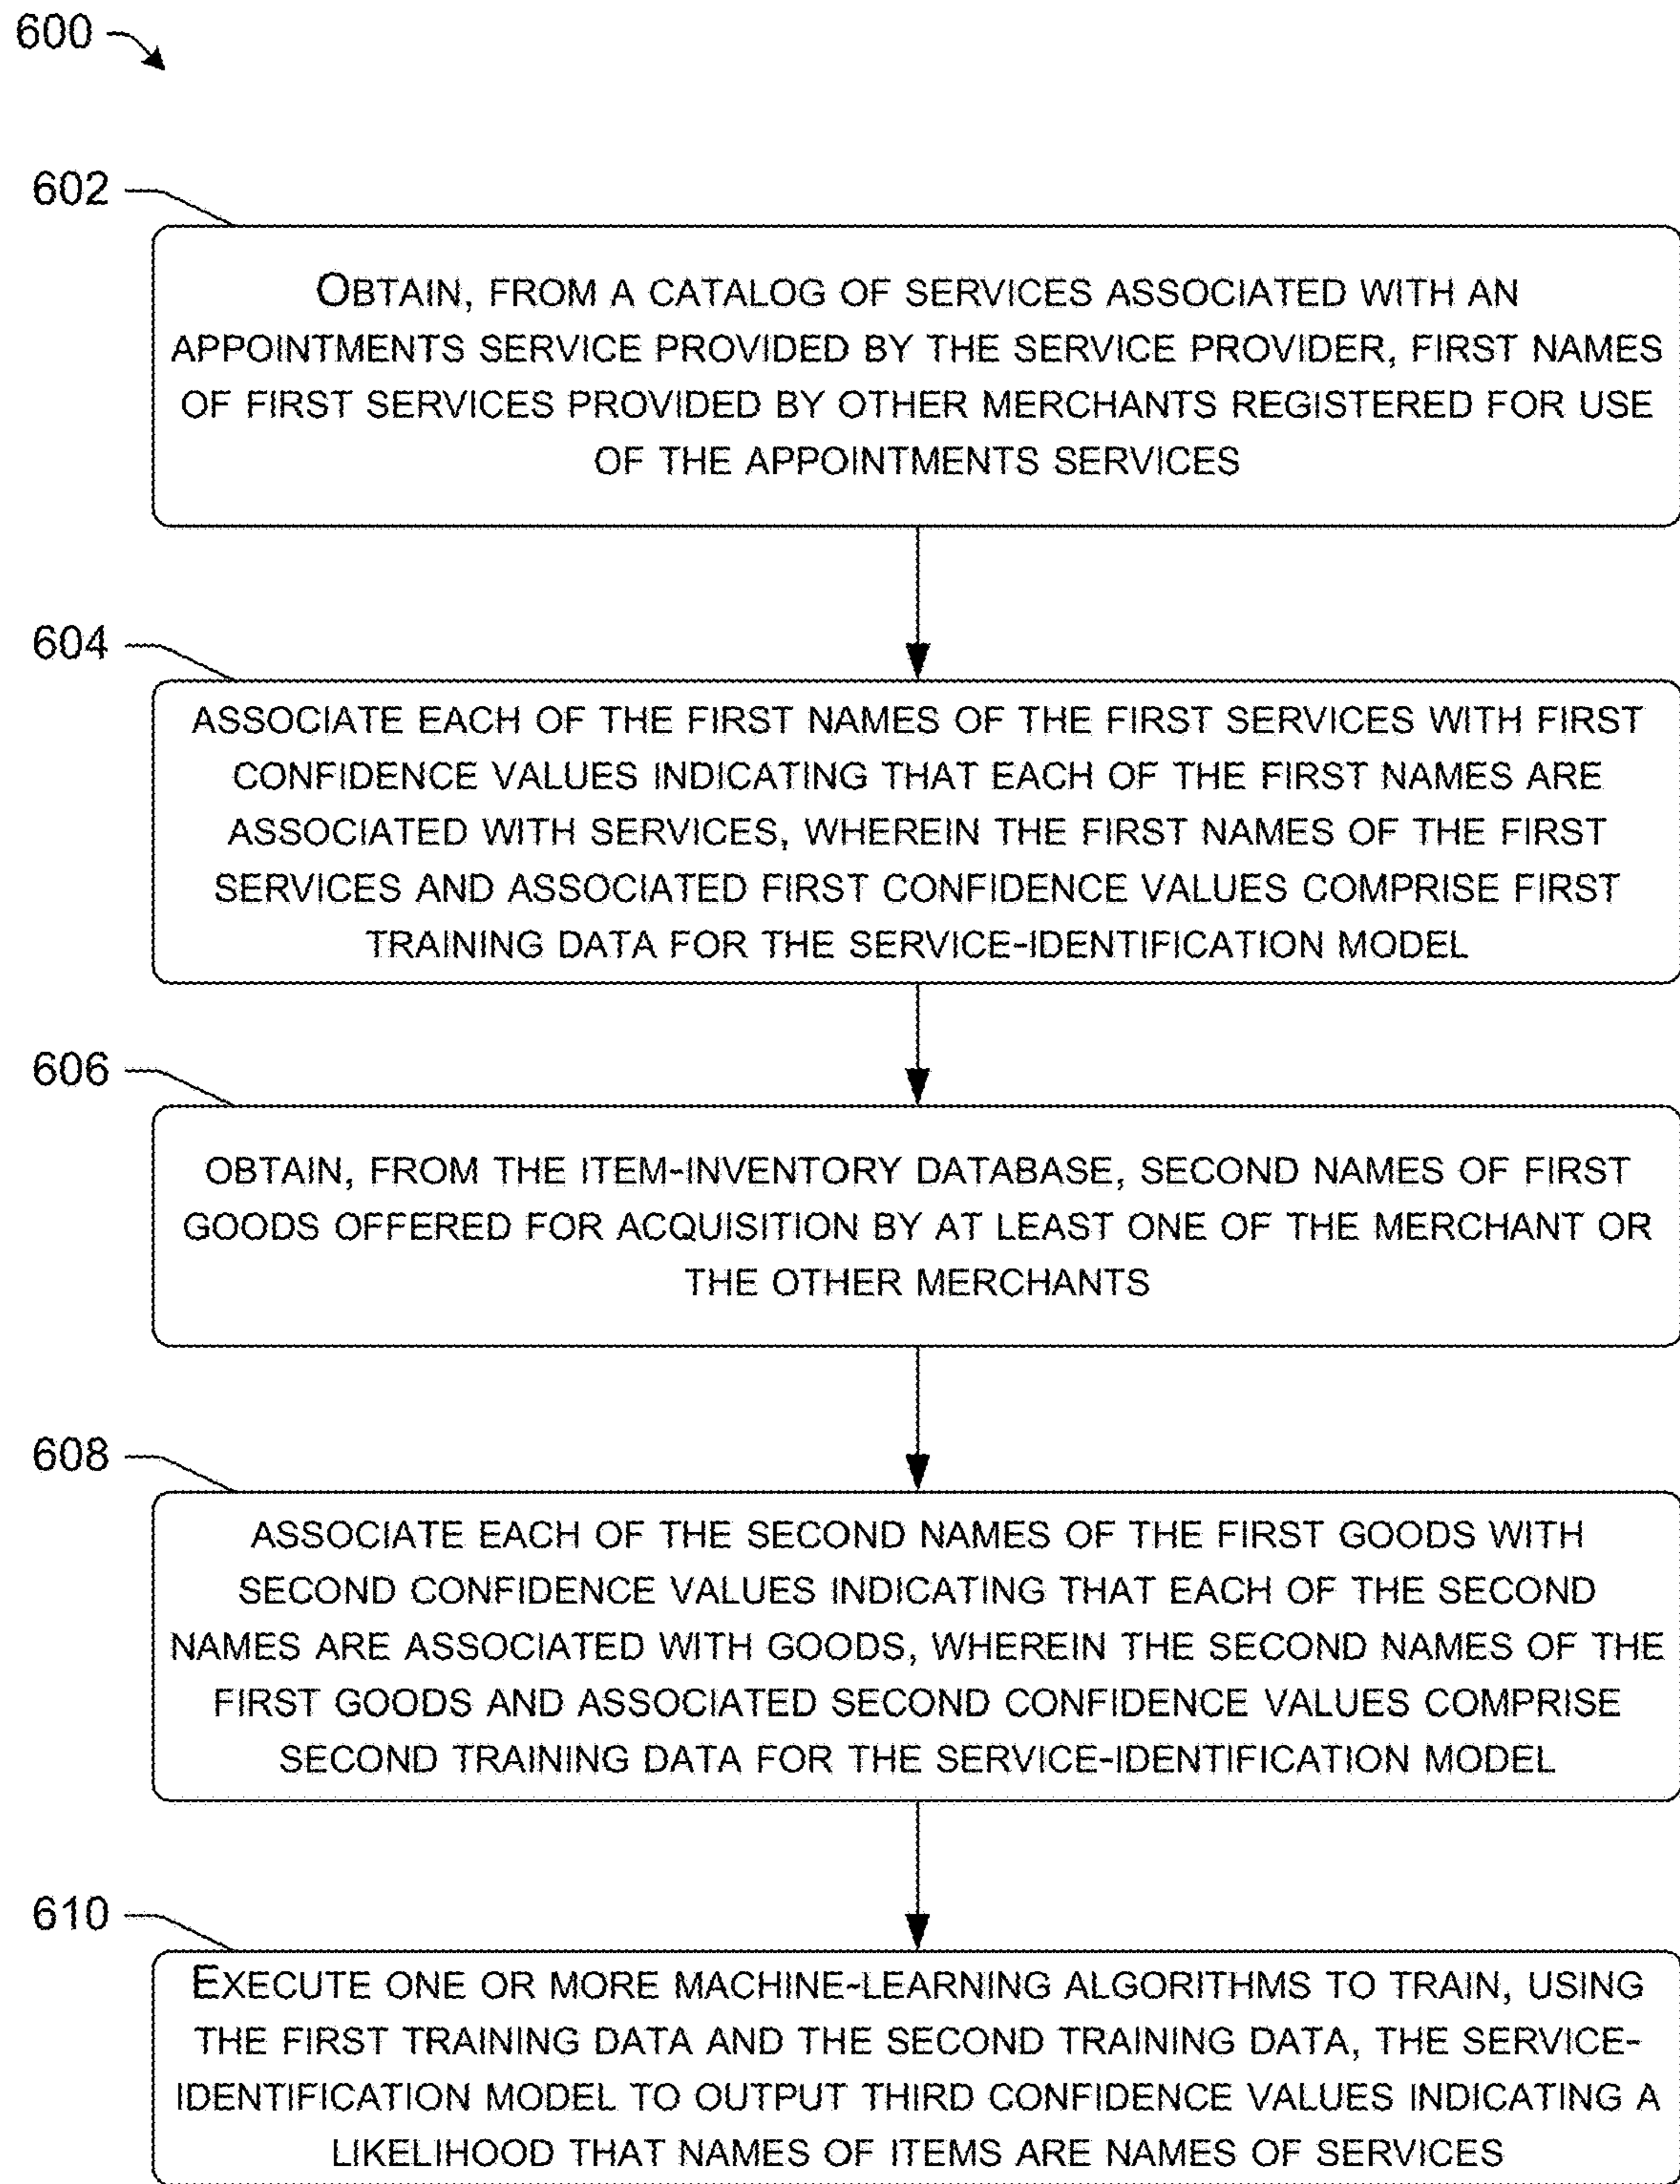 600
602
OBTAIN, FROM A CATALOG OF SERVICES ASSOCIATED WITH AN
APPOINTMENTS SERVICE PROVIDED BY THE SERVICE PROVIDER, FIRST NAMES
OF FIRST SERVICES PROVIDED BY OTHER MERCHANTS REGISTERED FOR USE
OF THE APPOINTMENTS SERVICES
604
ASSOCIATE EACH OF THE FIRST NAMES OF THE FIRST SERVICES WITH FIRST
CONFIDENCE VALUES INDICATING THAT EACH OF THE FIRST NAMES ARE
ASSOCIATED WITH SERVICES, WHEREIN THE FIRST NAMES OF THE FIRST
SERVICES AND ASSOCIATED FIRST CONFIDENCE VALUES COMPRISE FIRST
TRAINING DATA FOR THE SERVICE-IDENTIFICATION MODEL
606
OBTAIN, FROM THE ITEM-INVENTORY DATABASE, SECOND NAMES OF FIRST
GOODS OFFERED FOR ACQUISITION BY AT LEAST ONE OF THE MERCHANT OR
THE OTHER MERCHANTS
608
ASSOCIATE EACH OF THE SECOND NAMES OF THE FIRST GOODS WITH
SECOND CONFIDENCE VALUES INDICATING THAT EACH OF THE SECOND
NAMES ARE ASSOCIATED WITH GOODS, WHEREIN THE SECOND NAMES OF THE
FIRST GOODS AND ASSOCIATED SECOND CONFIDENCE VALUES COMPRISE
SECOND TRAINING DATA FOR THE SERVICE-IDENTIFICATION MODEL
610
EXECUTE ONE OR MORE MACHINE-LEARNING ALGORITHMS TO TRAIN, USING
THE FIRST TRAINING DATA AND THE SECOND TRAINING DATA, THE SERVICE-
IDENTIFICATION MODEL TO OUTPUT THIRD CONFIDENCE VALUES INDICATING A
LIKELIHOOD THAT NAMES OF ITEMS ARE NAMES OF SERVICES